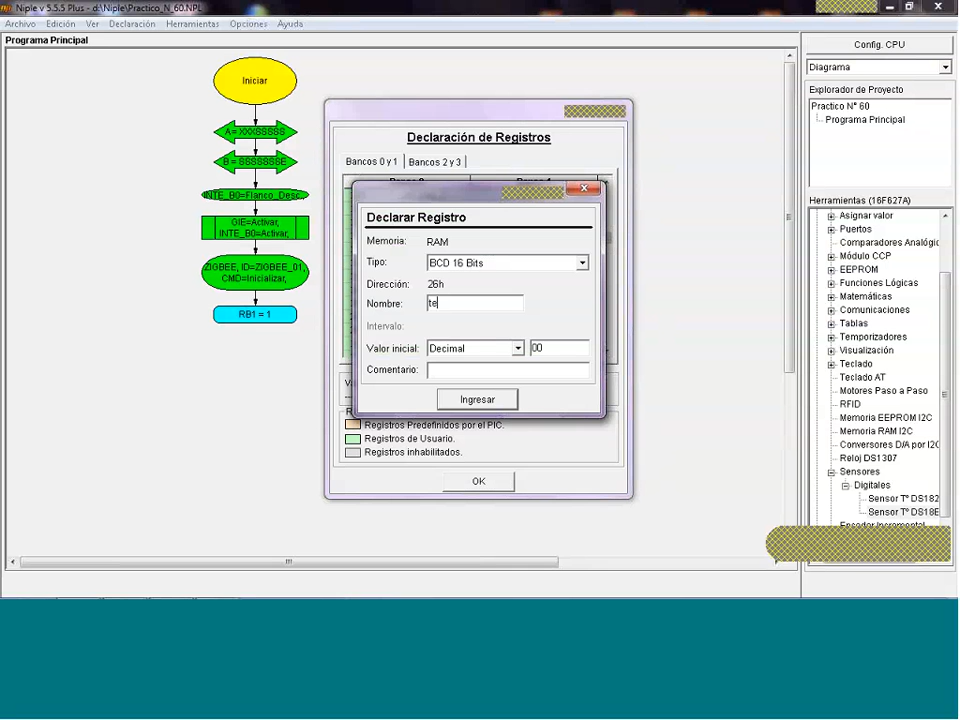 Niple v 5.5.5 Plus - d:\Niple\Practico_N_60.NPL
Archivo Edición Ver Declaración Herramientas Opciones Ayuda
Programa Principal
Iniciar
A= XXXSSSSS
B = SSSSSSSE
INTE_B0=Flanco_Desc.
GIE=Activar,
INTE_B0=Activar,
ZIGBEE, ID=ZIGBEE_01,
CMD=Inicializar,
RB1 = 1
Declaración de Registros
Bancos 0 y 1 Bancos 2 y 3
Declarar Registro
Memoria: RAM
Tipo: BCD 16 Bits
Dirección: 26h
Nombre: te
Intervalo:
Valor inicial: Decimal 00
Comentario:
Ingresar
Registros Predefinidos por el PIC.
Registros de Usuario.
Registros inhabilitados.
OK
Config. CPU
Diagrama
Explorador de Proyecto
Practico N° 60
Programa Principal
Herramientas (16F627A)
Asignar valor
Puertos
Comparadores Analógic
Módulo CCP
EEPROM
Funciones Lógicas
Matemáticas
Comunicaciones
Tablas
Temporizadores
Visualización
Teclado
Teclado AT
Motores Paso a Paso
RFID
Memoria EEPROM I2C
Memoria RAM I2C
Conversores D/A por I2C
Reloj DS1307
Sensores
Digitales
Sensor Tº DS182
Sensor Tº DS18B